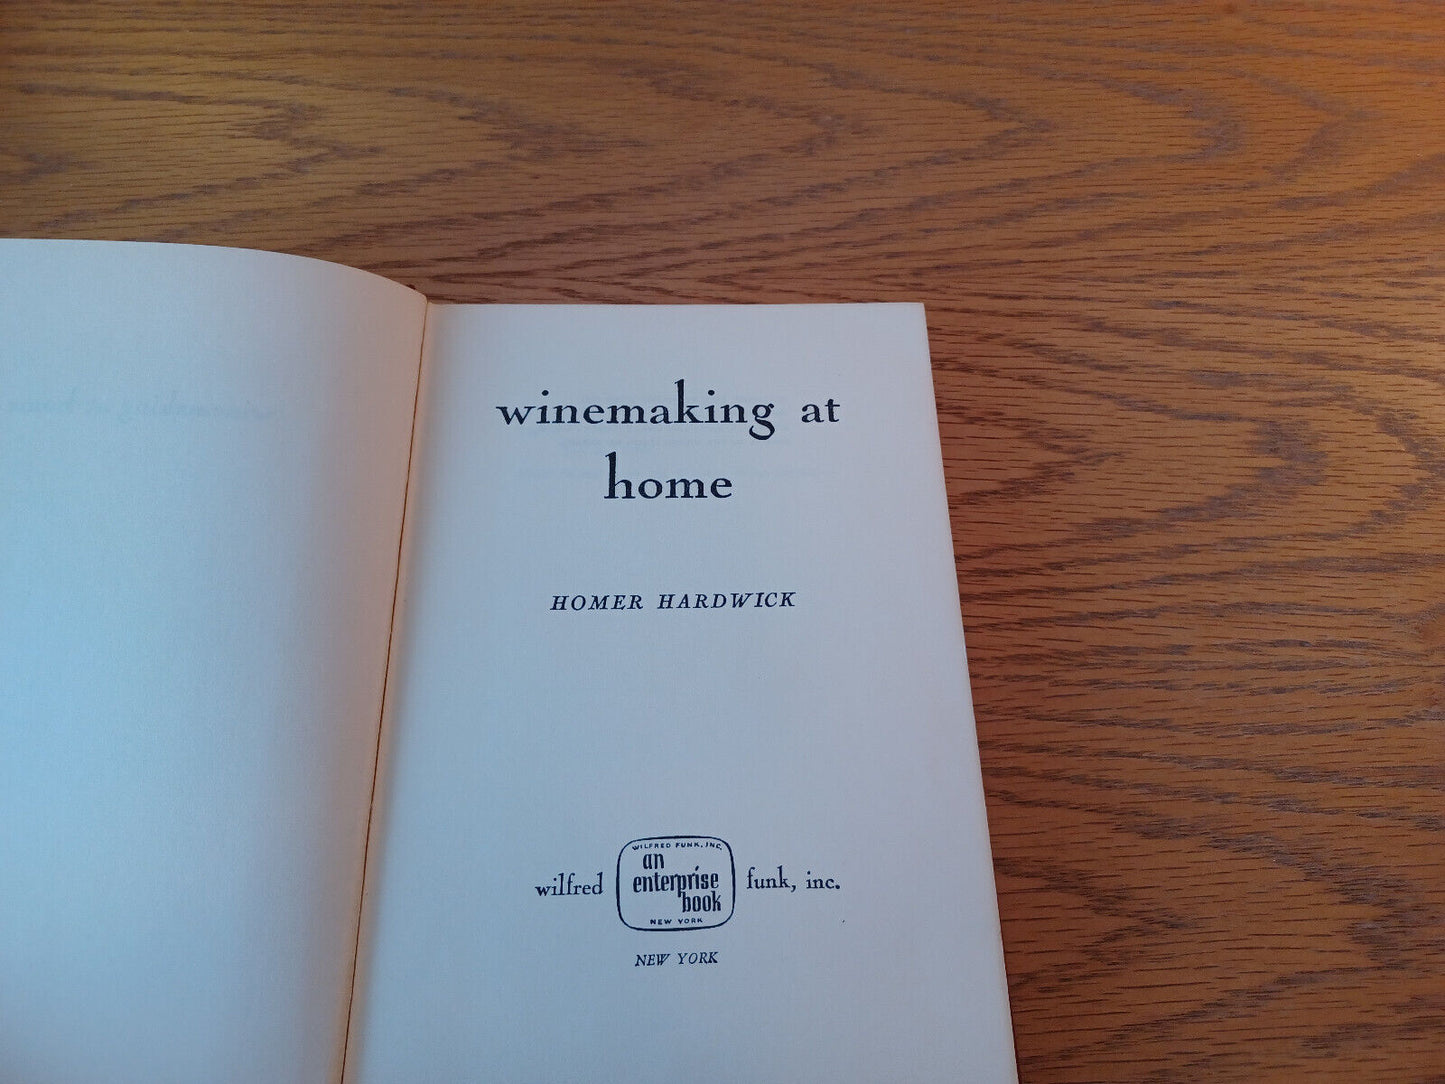 winemaking at
home
HOMER HARDWICK
wilfred
WILFRED FUNK, INC.
an
enterprise
book
NEW YORK
funk, inc.
NEW YORK